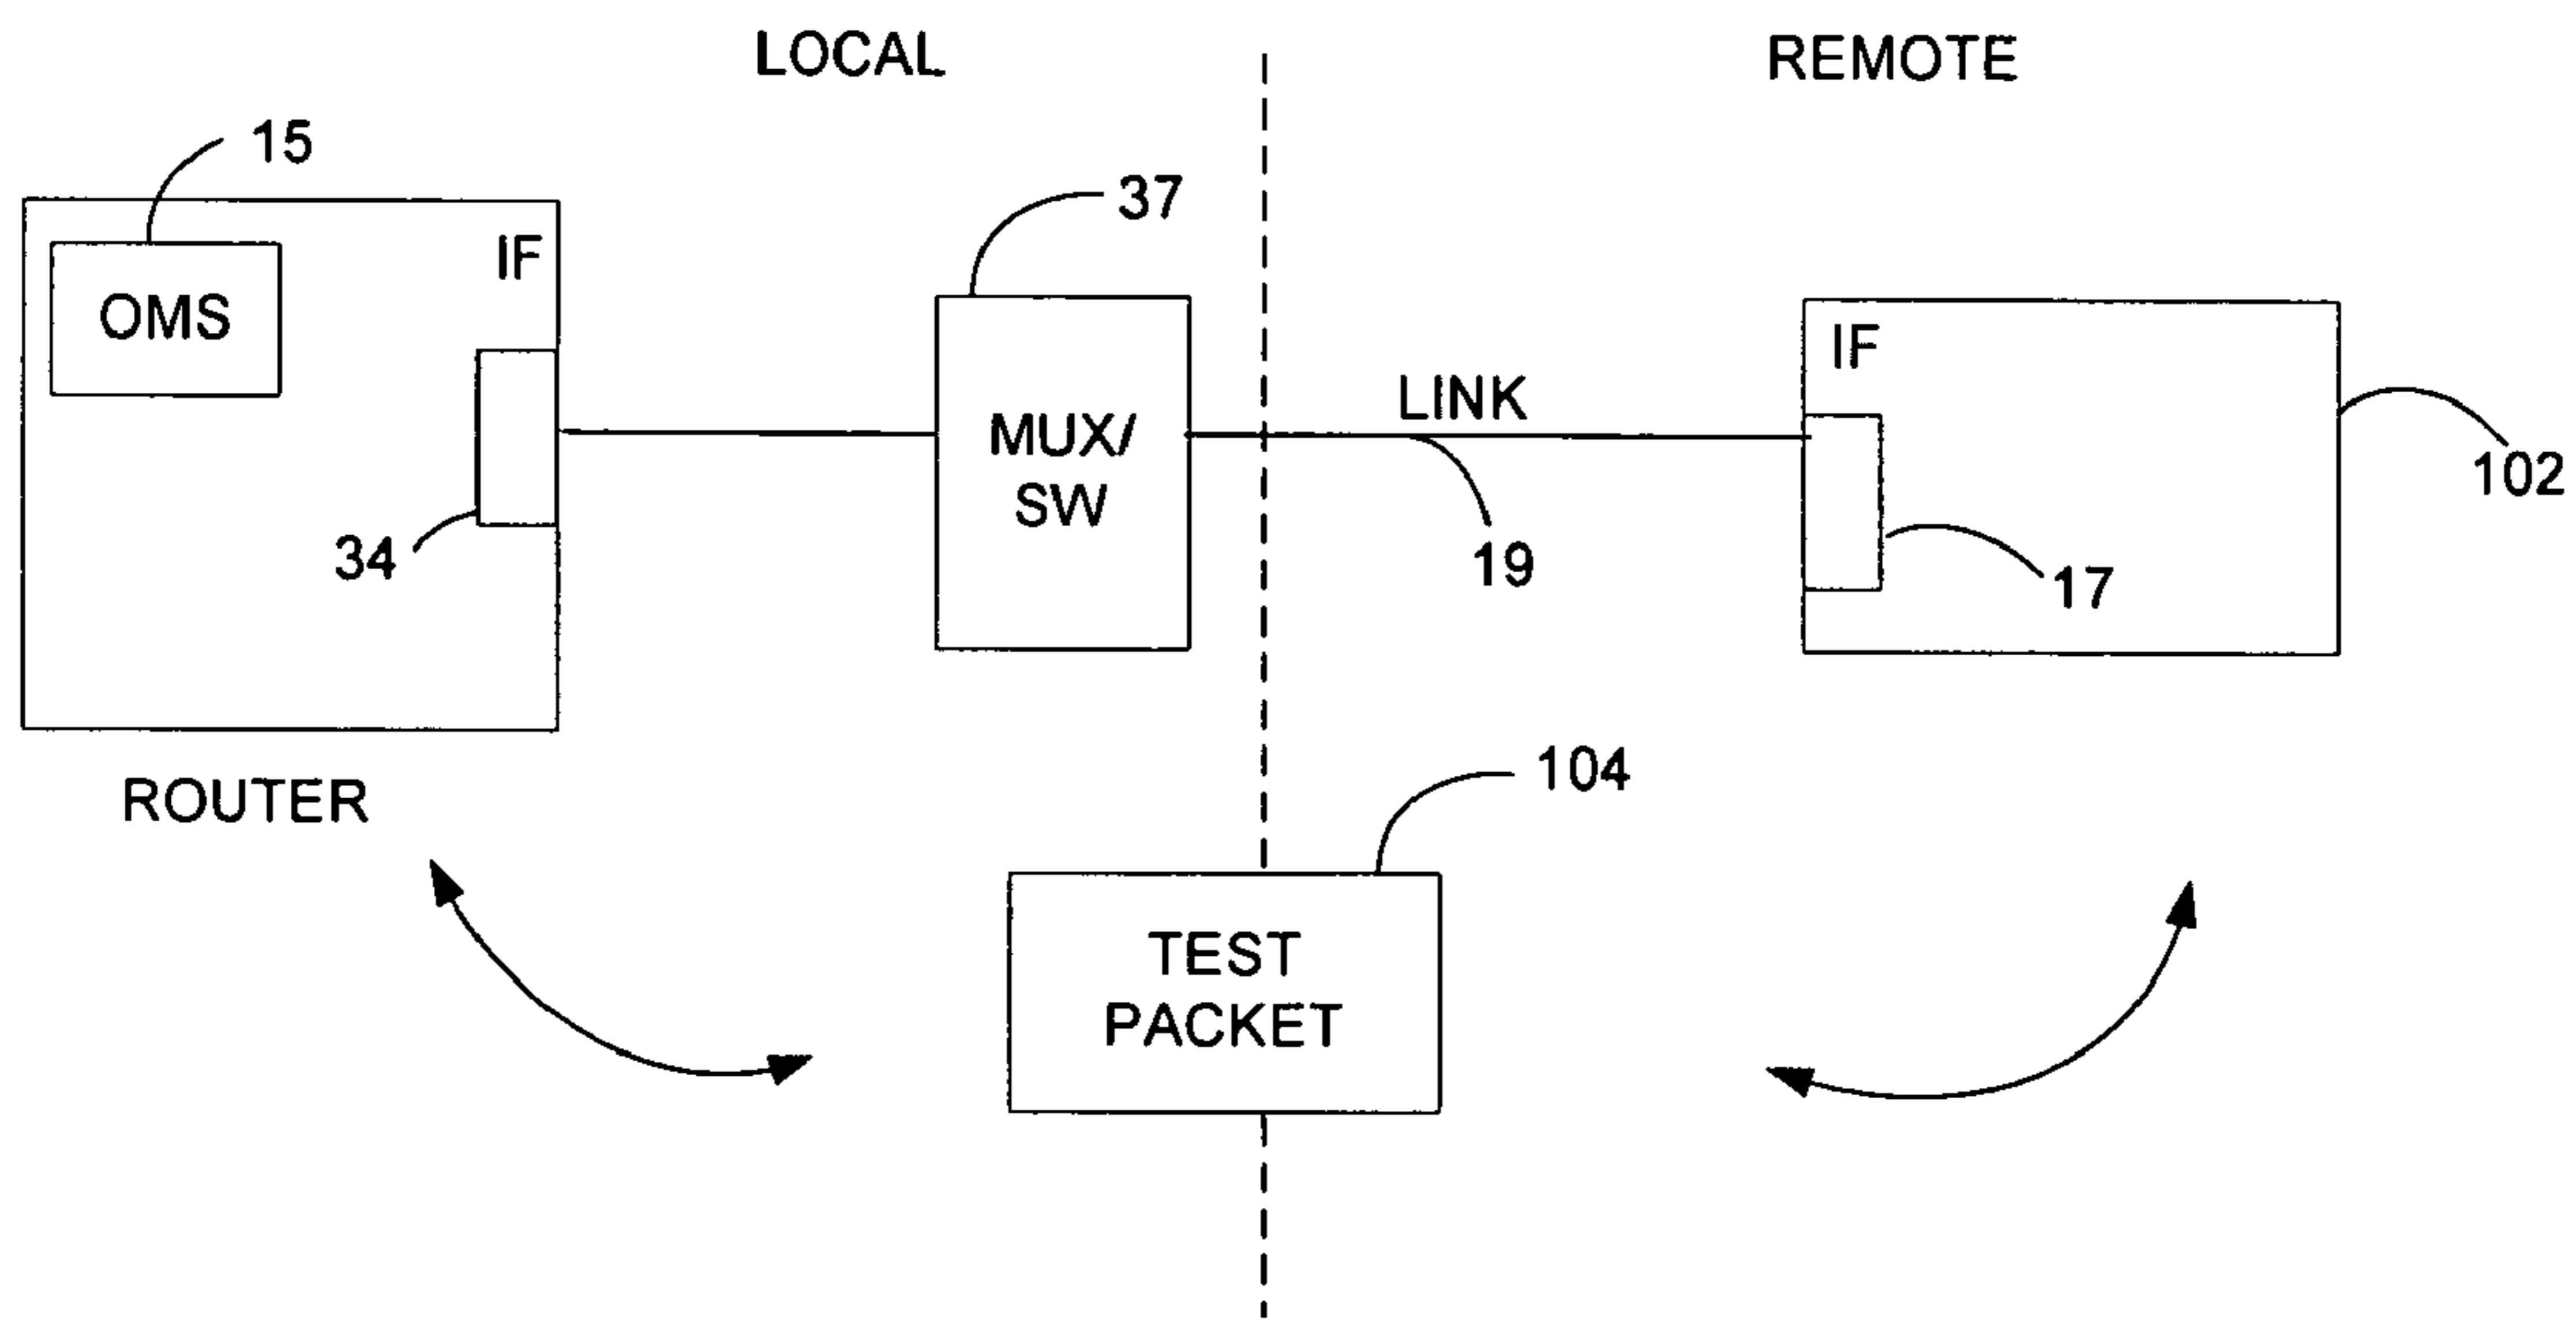 LOCAL
REMOTE
15
37
IF
OMS
IF
LINK
MUX/
SW
102
34
19
17
104
ROUTER
TEST
PACKET